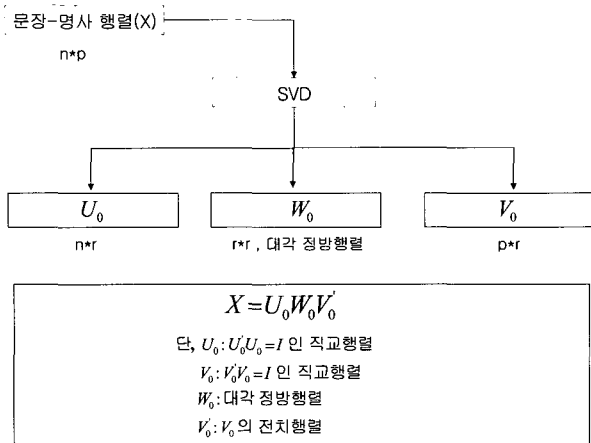 문장-명사 행렬(X)
n*p
SVD
U₀
W₀
V₀
n*r
r*r , 대각 정방행렬
p*r
X=U₀W₀V₀'
단, U₀: U₀'U₀=I 인 직교행렬
V₀: V₀'V₀=I 인 직교행렬
W₀: 대각 정방행렬
V₀': V₀ 의 전치행렬